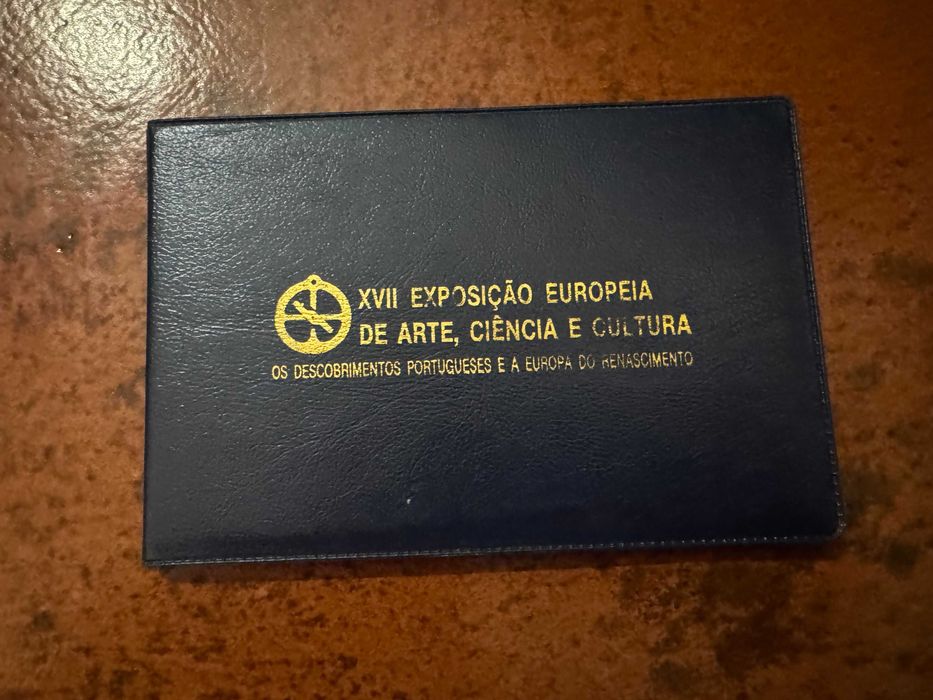 XVII EXPOSIÇÃO EUROPEIA
DE ARTE, CIÊNCIA E CULTURA
OS DESCOBRIMENTOS PORTUGUESES E A EUROPA DO RENASCIMENTO